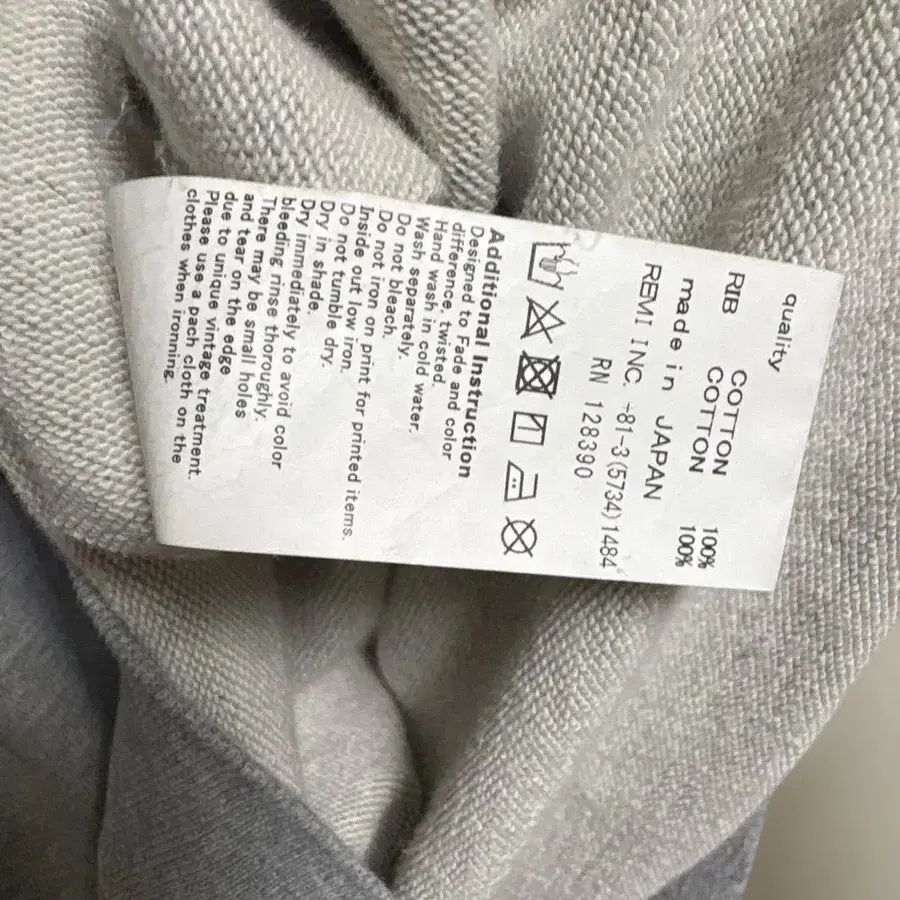 quality
COTTON 100%
RIB COTTON 100%
made in JAPAN
REMI INC. +81-3(5734)1484
RN 128390
Additional Instruction
Designed to Fade and color
difference. twisted.
Hand wash in cold water.
Wash separately.
Do not bleach.
Do not iron on print for printed items.
Inside out low iron.
Do not tumble dry.
Dry in shade.
Dry immediately to avoid color
bleeding rinse thoroughly.
There may be small holes
and tear on the edge
due to unique vintage treatment.
Please use a pach cloth on the
clothes when ironning.